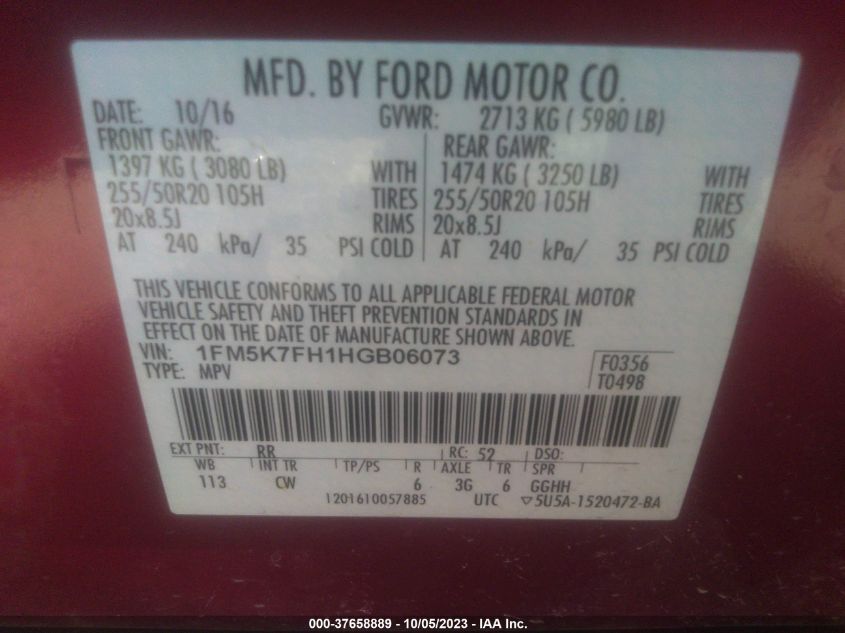 MFD. BY FORD MOTOR CO.
DATE: 10/16 GVWR: 2713 KG ( 5980 LB)
FRONT GAWR: REAR GAWR:
1397 KG ( 3080 LB) WITH 1474 KG ( 3250 LB) WITH
255/50R20 105H TIRES 255/50R20 105H TIRES
20x8.5J RIMS 20x8.5J RIMS
AT 240 kPa/ 35 PSI COLD AT 240 kPa/ 35 PSI COLD
THIS VEHICLE CONFORMS TO ALL APPLICABLE FEDERAL MOTOR
VEHICLE SAFETY AND THEFT PREVENTION STANDARDS IN
EFFECT ON THE DATE OF MANUFACTURE SHOWN ABOVE.
VIN: 1FM5K7FH1HGB06073
TYPE: MPV
F0356
T0498
EXT PNT: RR RC: 52 DSO:
WB INT TR TP/PS R AXLE TR SPR
113 CW 6 3G 6 GGHH
1201610057885 UTC ▽5U5A-1520472-BA
000-37658889 - 10/05/2023 - IAA Inc.